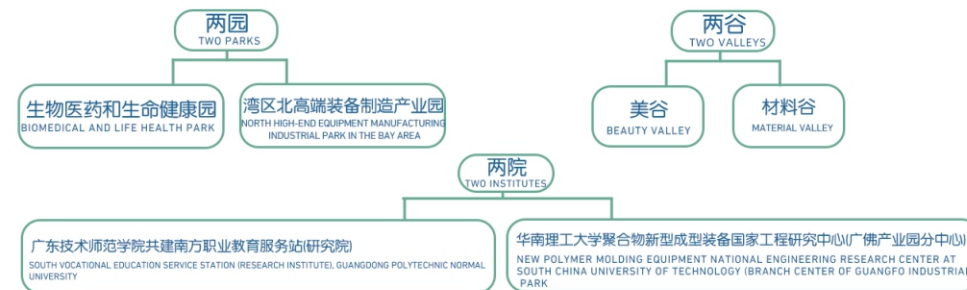 两园
TWO PARKS
两谷
TWO VALLEYS
生物医药和生命健康园
BIOMEDICAL AND LIFE HEALTH PARK
湾区北高端装备制造产业园
NORTH HIGH-END EQUIPMENT MANUFACTURING
INDUSTRIAL PARK IN THE BAY AREA
美谷
BEAUTY VALLEY
材料谷
MATERIAL VALLEY
两院
TWO INSTITUTES
广东技术师范学院共建南方职业教育服务站(研究院)
SOUTH VOCATIONAL EDUCATION SERVICE STATION (RESEARCH INSTITUTE), GUANGDONG POLYTECHNIC NORMAL
UNIVERSITY
华南理工大学聚合物新型成型装备国家工程研究中心(广佛产业园分中心)
NEW POLYMER MOLDING EQUIPMENT NATIONAL ENGINEERING RESEARCH CENTER AT
SOUTH CHINA UNIVERSITY OF TECHNOLOGY (BRANCH CENTER OF GUANGFO INDUSTRIAL
PARK